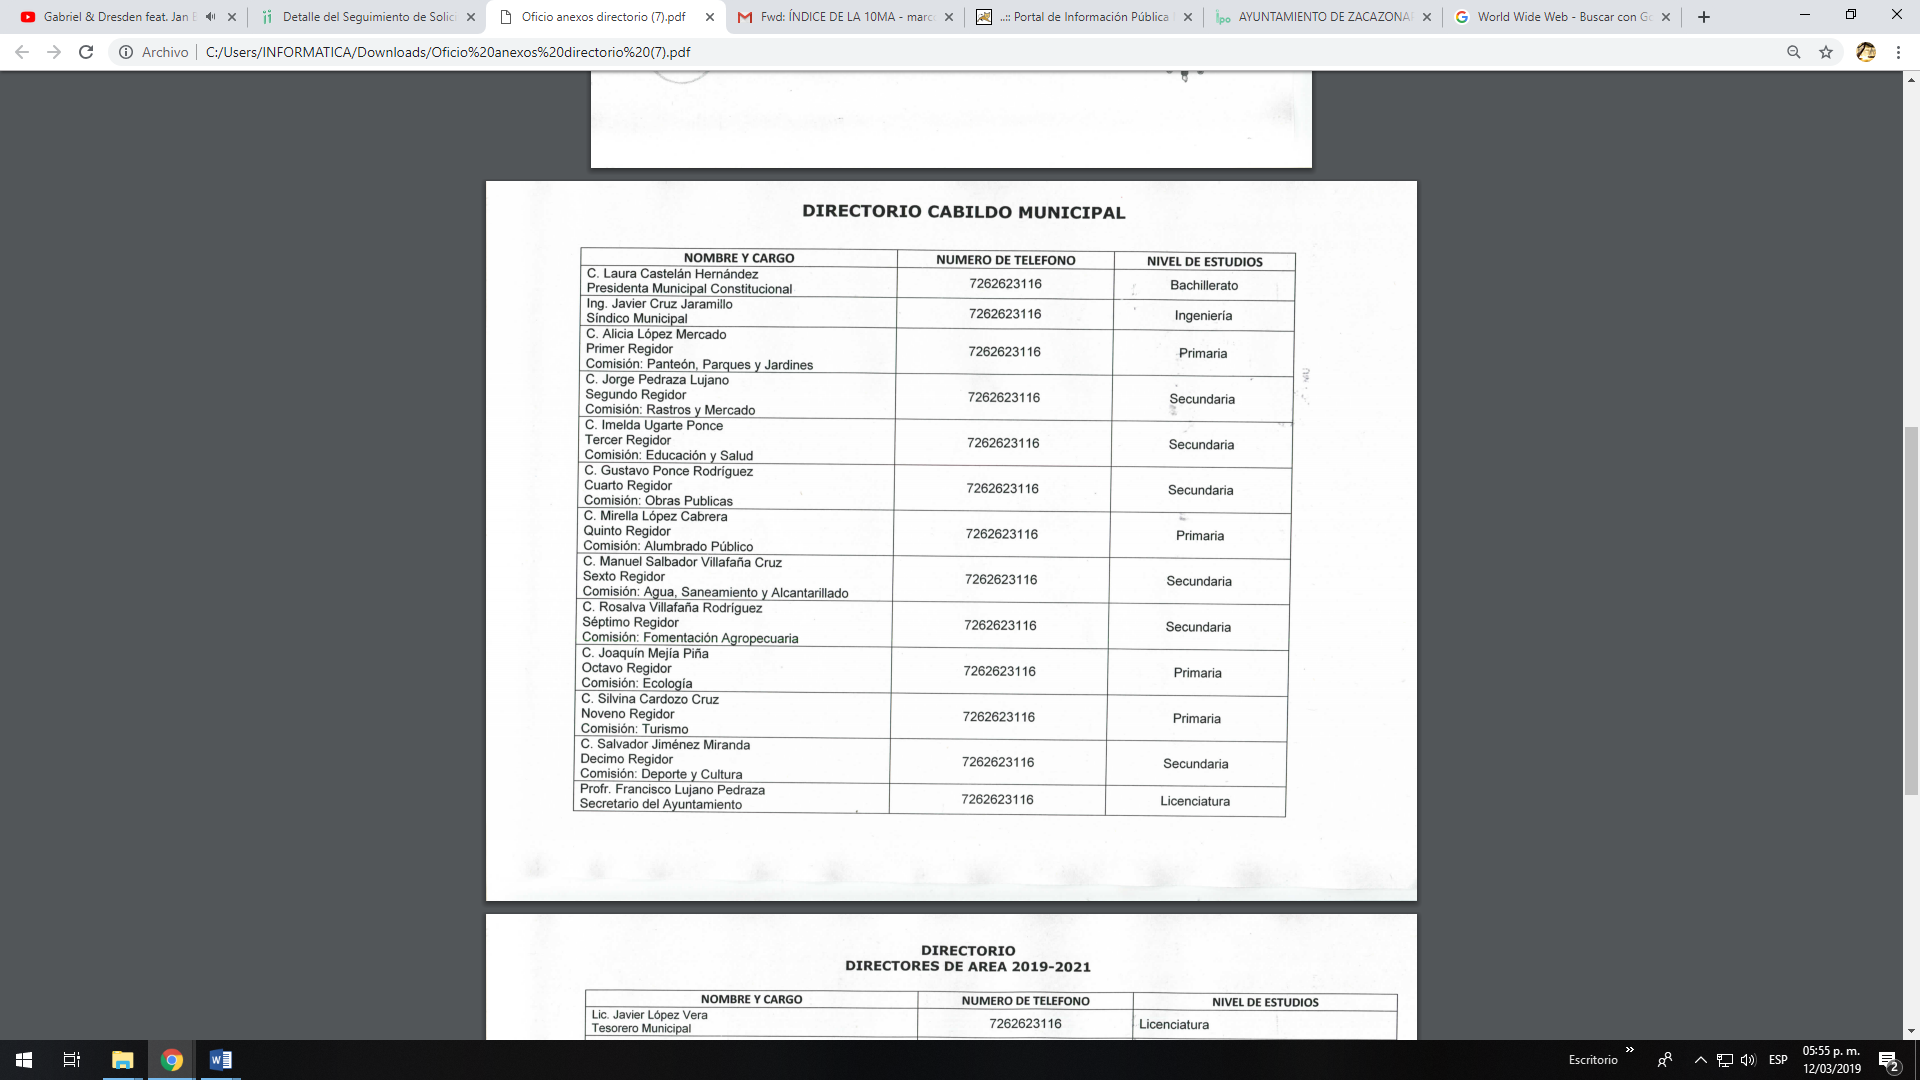 Gabriel & Dresden feat. Jan B
Detalle del Seguimiento de Solici
Oficio anexos directorio (7).pdf
Fwd: ÍNDICE DE LA 10MA - marc
..:: Portal de Información Pública
ipo AYUNTAMIENTO DE ZACAZONA
World Wide Web - Buscar con Go
Archivo C:/Users/INFORMATICA/Downloads/Oficio%20anexos%20directorio%20(7).pdf
DIRECTORIO CABILDO MUNICIPAL
NOMBRE Y CARGO NUMERO DE TELEFONO NIVEL DE ESTUDIOS
C. Laura Castelán Hernández
Presidenta Municipal Constitucional
7262623116 Bachillerato
Ing. Javier Cruz Jaramillo
Síndico Municipal
7262623116 Ingeniería
C. Alicia López Mercado
Primer Regidor
Comisión: Panteón, Parques y Jardines
7262623116 Primaria
C. Jorge Pedraza Lujano
Segundo Regidor
Comisión: Rastros y Mercado
7262623116 Secundaria
C. Imelda Ugarte Ponce
Tercer Regidor
Comisión: Educación y Salud
7262623116 Secundaria
C. Gustavo Ponce Rodríguez
Cuarto Regidor
Comisión: Obras Publicas
7262623116 Secundaria
C. Mirella López Cabrera
Quinto Regidor
Comisión: Alumbrado Público
7262623116 Primaria
C. Manuel Salbador Villafaña Cruz
Sexto Regidor
Comisión: Agua, Saneamiento y Alcantarillado
7262623116 Secundaria
C. Rosalva Villafaña Rodríguez
Séptimo Regidor
Comisión: Fomentación Agropecuaria
7262623116 Secundaria
C. Joaquín Mejía Piña
Octavo Regidor
Comisión: Ecología
7262623116 Primaria
C. Silvina Cardozo Cruz
Noveno Regidor
Comisión: Turismo
7262623116 Primaria
C. Salvador Jiménez Miranda
Decimo Regidor
Comisión: Deporte y Cultura
7262623116 Secundaria
Profr. Francisco Lujano Pedraza
Secretario del Ayuntamiento
7262623116 Licenciatura
DIRECTORIO
DIRECTORES DE AREA 2019-2021
NOMBRE Y CARGO NUMERO DE TELEFONO NIVEL DE ESTUDIOS
Lic. Javier López Vera
Tesorero Municipal
7262623116 Licenciatura
Escritorio
ESP
05:55 p. m.
12/03/2019
2